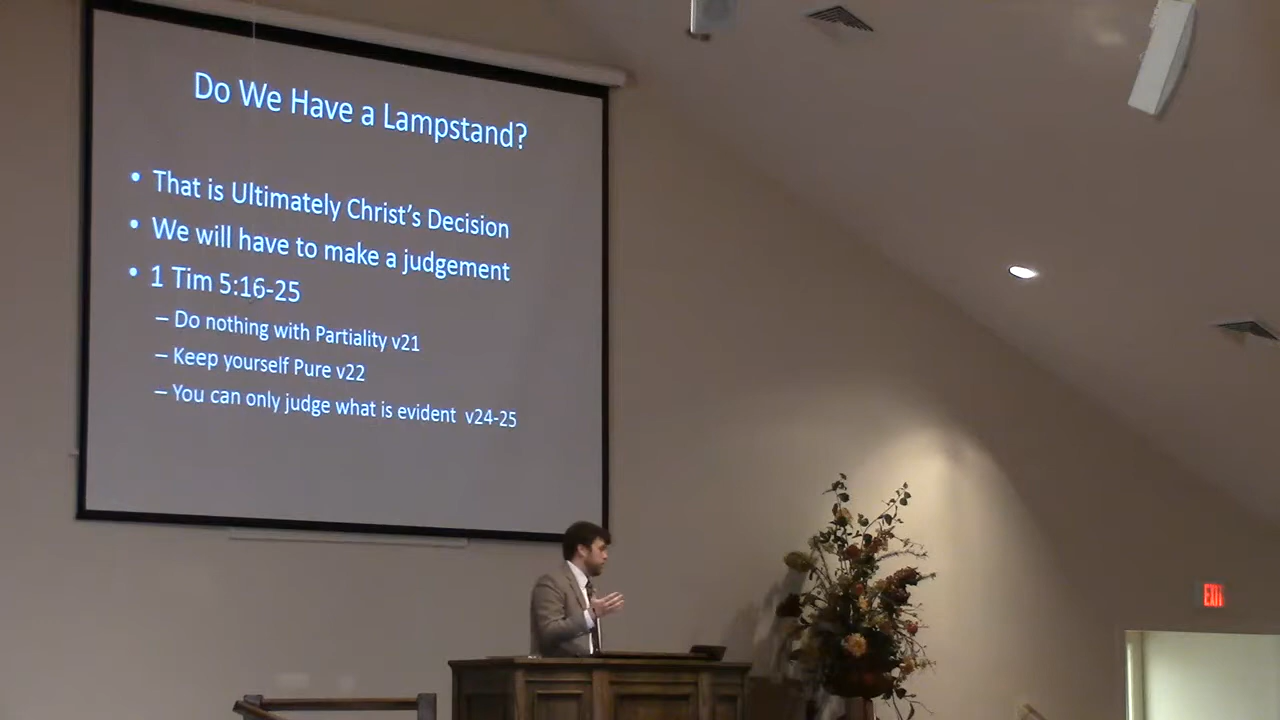 Do We Have a Lampstand?
• That is Ultimately Christ's Decision
• We will have to make a judgement
• 1 Tim 5:16-25
– Do nothing with Partiality v21
– Keep yourself Pure v22
– You can only judge what is evident v24-25
EXIT